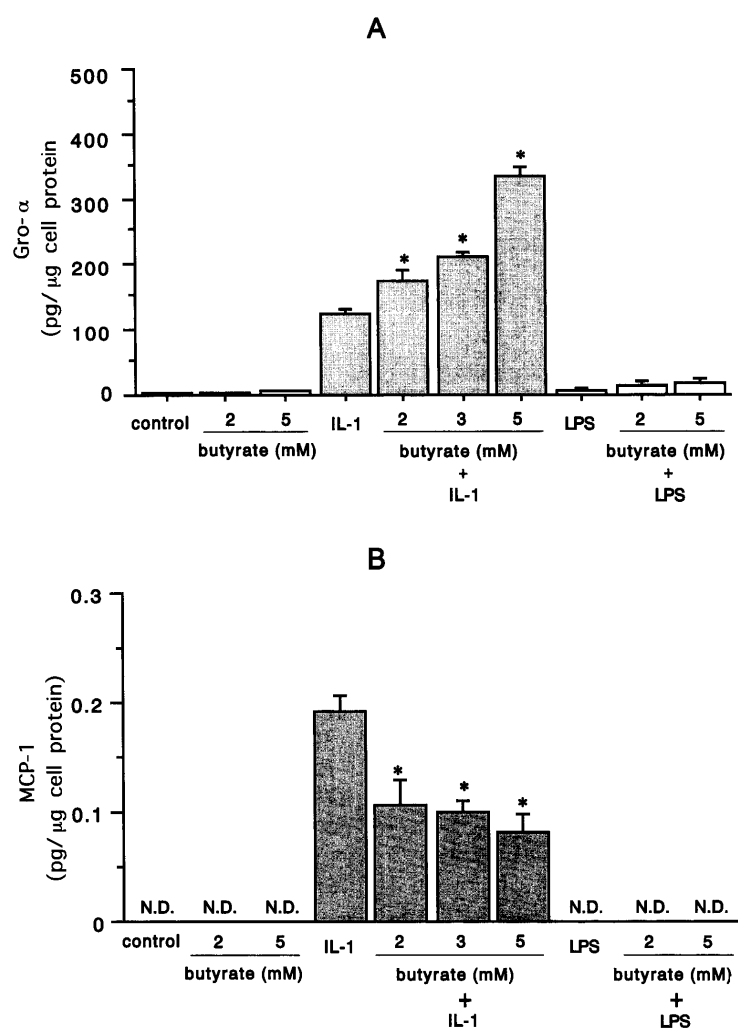 A
500
400
300
200
100
0
Gro-α
(pg/μg cell protein)
*
*
*
control 2 5 IL-1 2 3 5 LPS 2 5
butyrate (mM) butyrate (mM) butyrate (mM)
+ +
IL-1 LPS
B
0.3
0.2
0.1
0
MCP-1
(pg/μg cell protein)
*
*
*
N.D. N.D. N.D. N.D. N.D. N.D.
control 2 5 IL-1 2 3 5 LPS 2 5
butyrate (mM) butyrate (mM) butyrate (mM)
+ +
IL-1 LPS